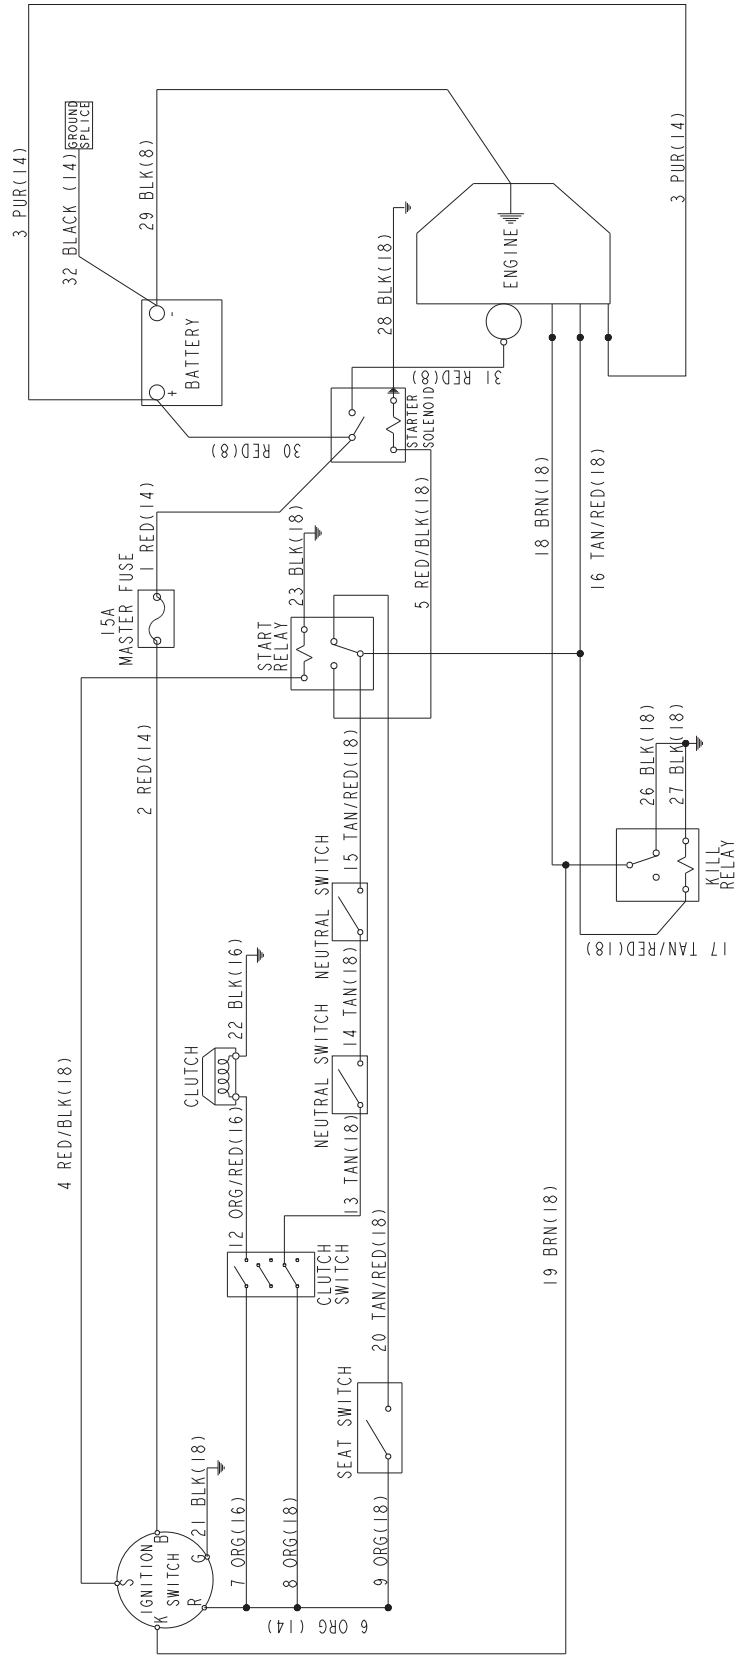 3 PUR(14)
GROUND
SPLICE
32 BLACK (14)
29 BLK(8)
3 PUR(14)
28 BLK(18)
ENGINE
BATTERY
+
-
31 RED(8)
STARTER
SOLENOID
30 RED(8)
1 RED(14)
15A
MASTER FUSE
23 BLK(18)
5 RED/BLK(18)
18 BRN(18)
16 TAN/RED(18)
START
RELAY
2 RED(14)
15 TAN/RED(18)
26 BLK(18)
27 BLK(18)
KILL
RELAY
17 TAN/RED(18)
NEUTRAL SWITCH
14 TAN(18)
22 BLK(16)
CLUTCH
NEUTRAL SWITCH
13 TAN(18)
4 RED/BLK(18)
12 ORG/RED(16)
CLUTCH
SWITCH
20 TAN/RED(18)
19 BRN(18)
SEAT SWITCH
21 BLK(18)
7 ORG(16)
8 ORG(18)
9 ORG(18)
6 ORG (14)
IGNITION
SWITCH
S
B
G
R
K